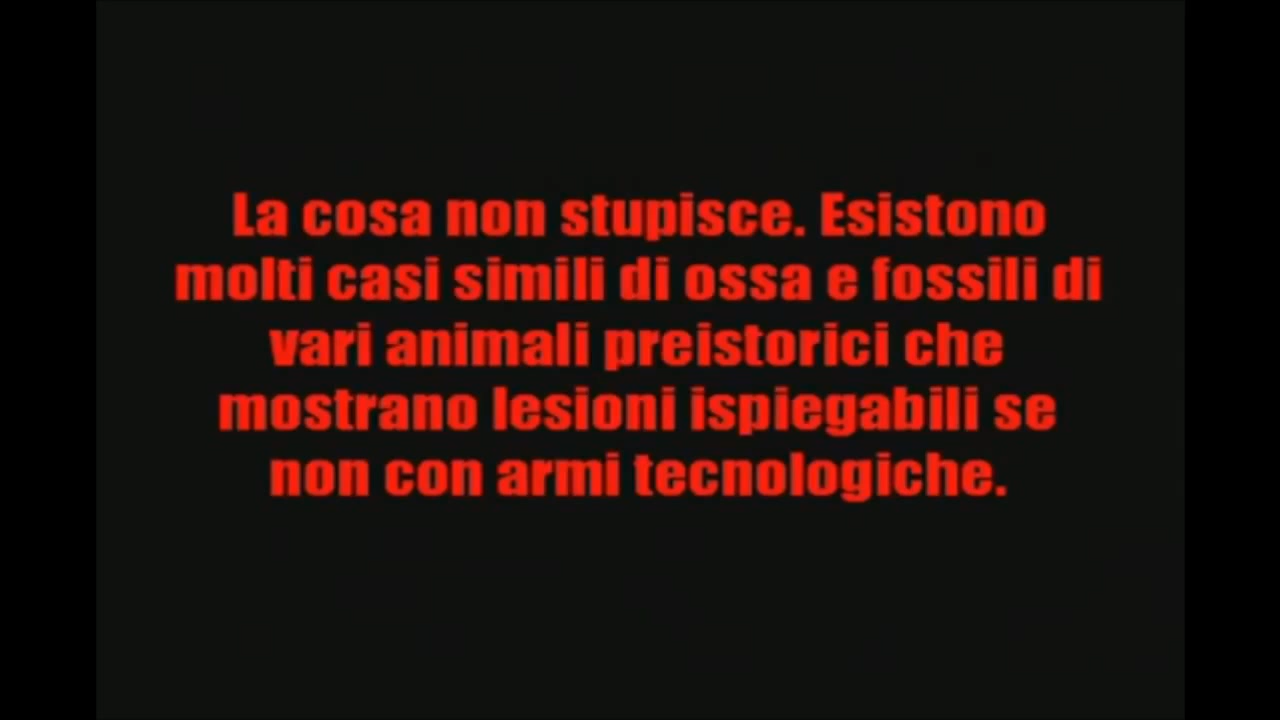 La cosa non stupisce. Esistono
molti casi simili di ossa e fossili di
vari animali preistorici che
mostrano lesioni ispiegabili se
non con armi tecnologiche.